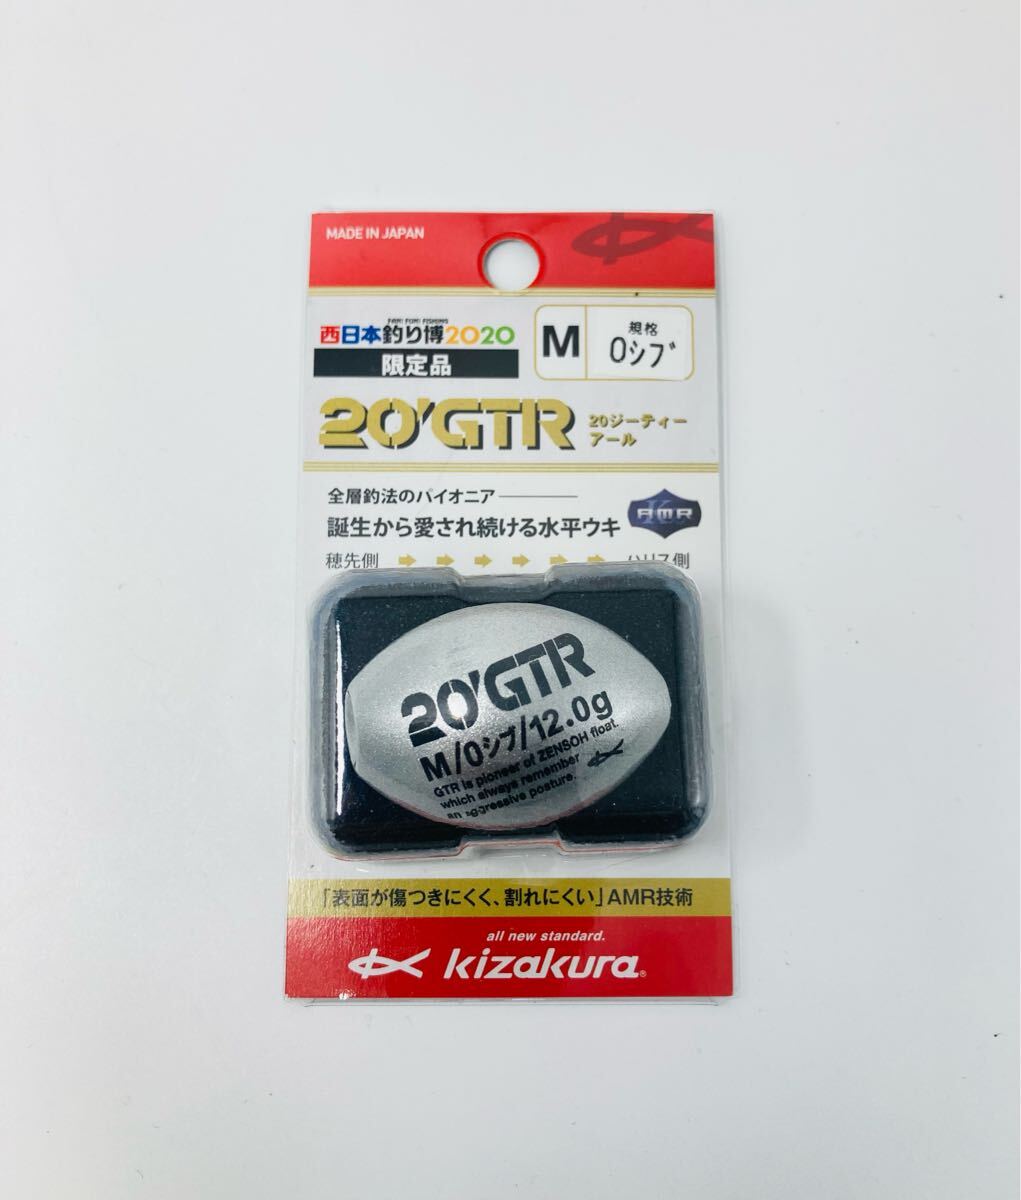 MADE IN JAPAN
FAN! FUN! FISHING
西日本釣り博2020
限定品
M
規格
0シブ
20'GTR
20ジーティー
アール
全層釣法のパイオニア
誕生から愛され続ける水平ウキ
AMR
穂先側
ハリス側
20'GTR
M/0シブ/12.0g
GTR is pioneer of ZENSOH float.
which always remember
an aggressive posture.
「表面が傷つきにくく、割れにくい」AMR技術
all new standard.
kizakura®